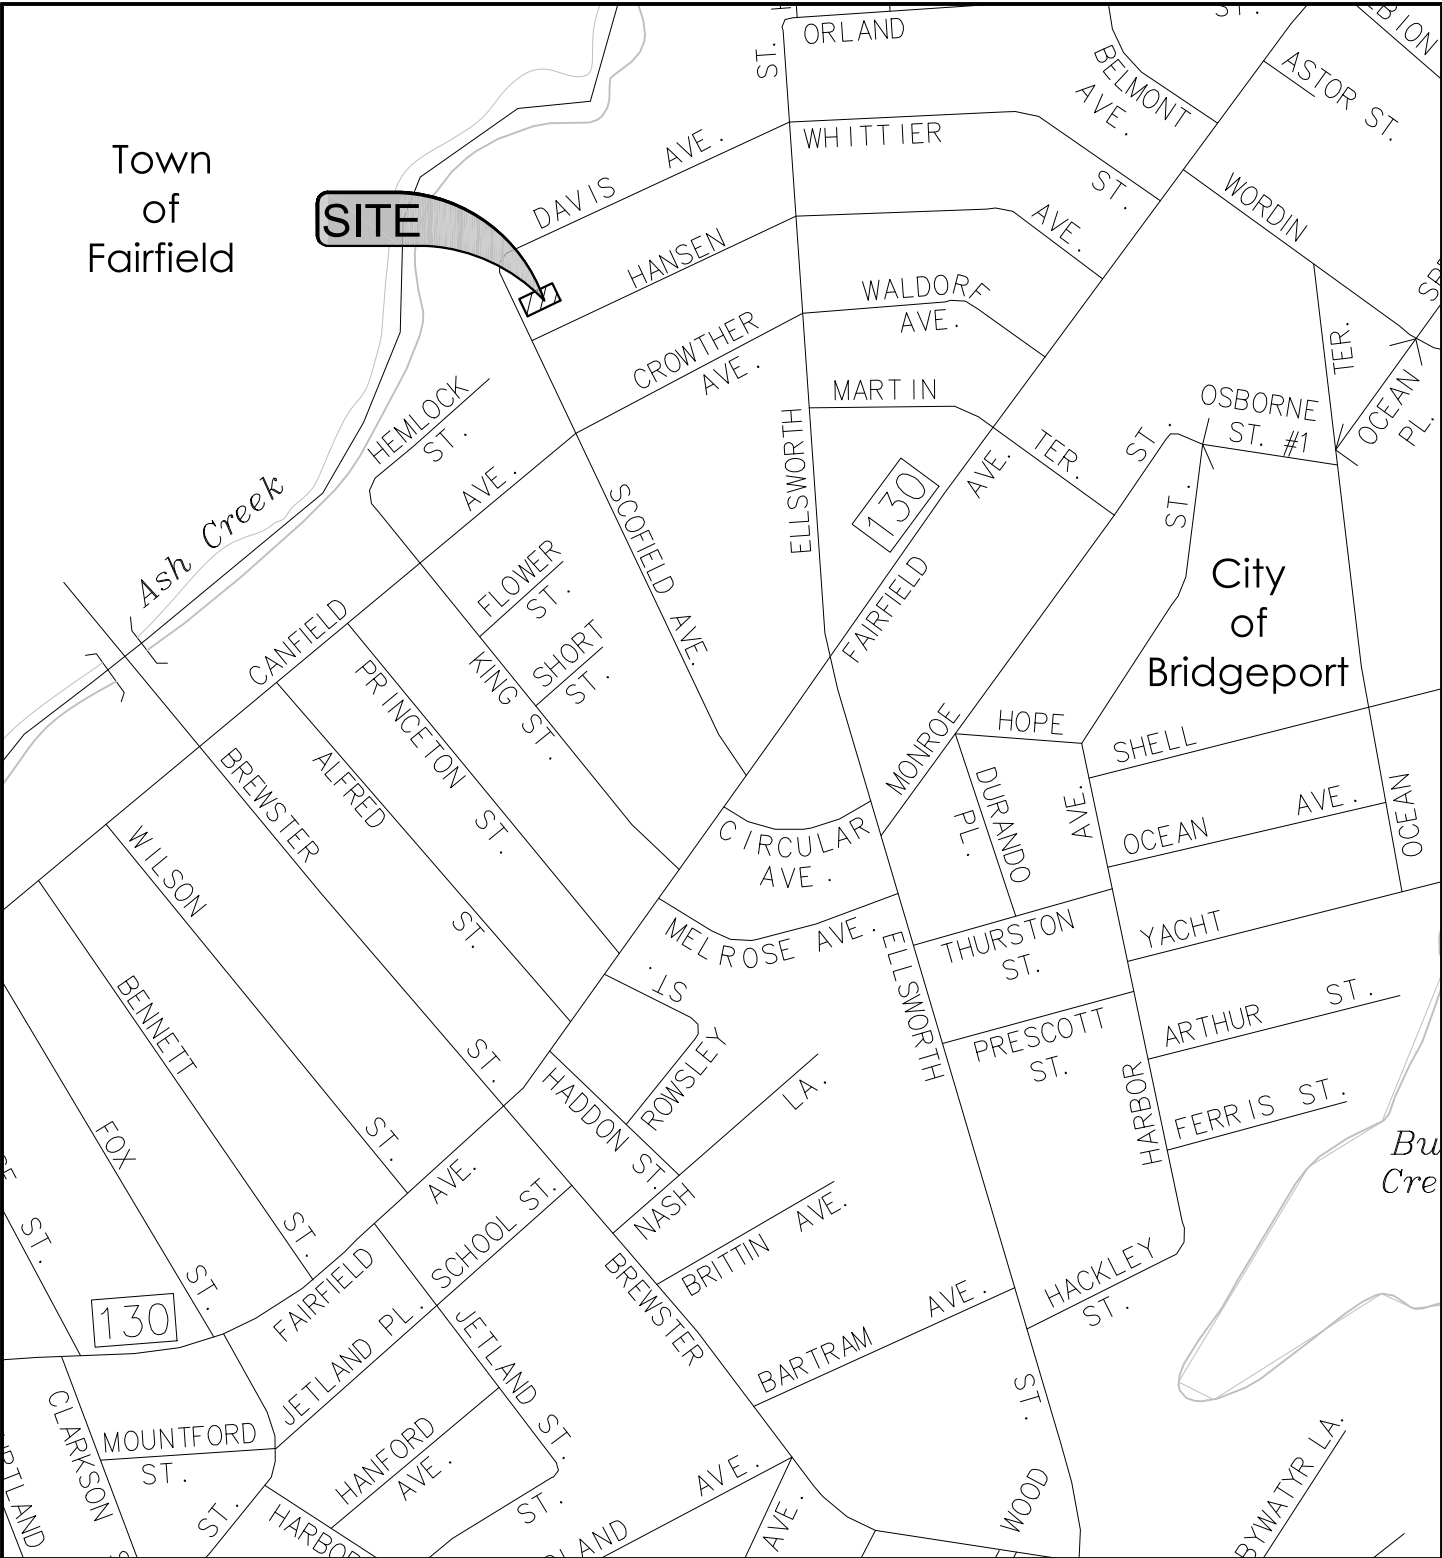 ORLAND
ST.
ST.
BELMONT
AVE.
ASTOR ST.
Town
of
Fairfield
SITE
DAVIS AVE.
WHITTIER
ST.
WORDIN
HANSEN
AVE.
CROWTHER
AVE.
WALDORF
AVE.
MARTIN
TER.
TER.
OCEAN
PL.
OSBORNE
ST. #1
HEMLOCK
ST.
AVE.
CANFIELD
Ash Creek
SCOFIELD AVE.
ELLSWORTH
130
AVE.
FAIRFIELD
ST.
ST.
City
of
Bridgeport
FLOWER
ST.
SHORT
ST.
KING ST.
PRINCETON
ST.
ALFRED
ST.
BREWSTER
ST.
WILSON
ST.
BENNETT
ST.
FOX
ST.
ST.
MONROE
HOPE
SHELL
DURANDO
PL.
AVE.
OCEAN AVE.
OCEAN
CIRCULAR
AVE.
MELROSE AVE.
ELLSWORTH
THURSTON
ST.
YACHT
PRESCOTT
ST.
ARTHUR ST.
FERRIS ST.
HARBOR
ST.
ROWSLEY
HADDON ST.
LA.
NASH
AVE.
FAIRFIELD
130
SCHOOL ST.
JETLAND PL.
JETLAND ST.
BREWSTER
BRITTIN AVE.
BARTRAM AVE.
HACKLEY
ST.
ST.
CLARKSON
MOUNTFORD
ST.
ST.
HANFORD
AVE.
ST.
AVE.
AVE.
WOOD
BYWATYR LA.